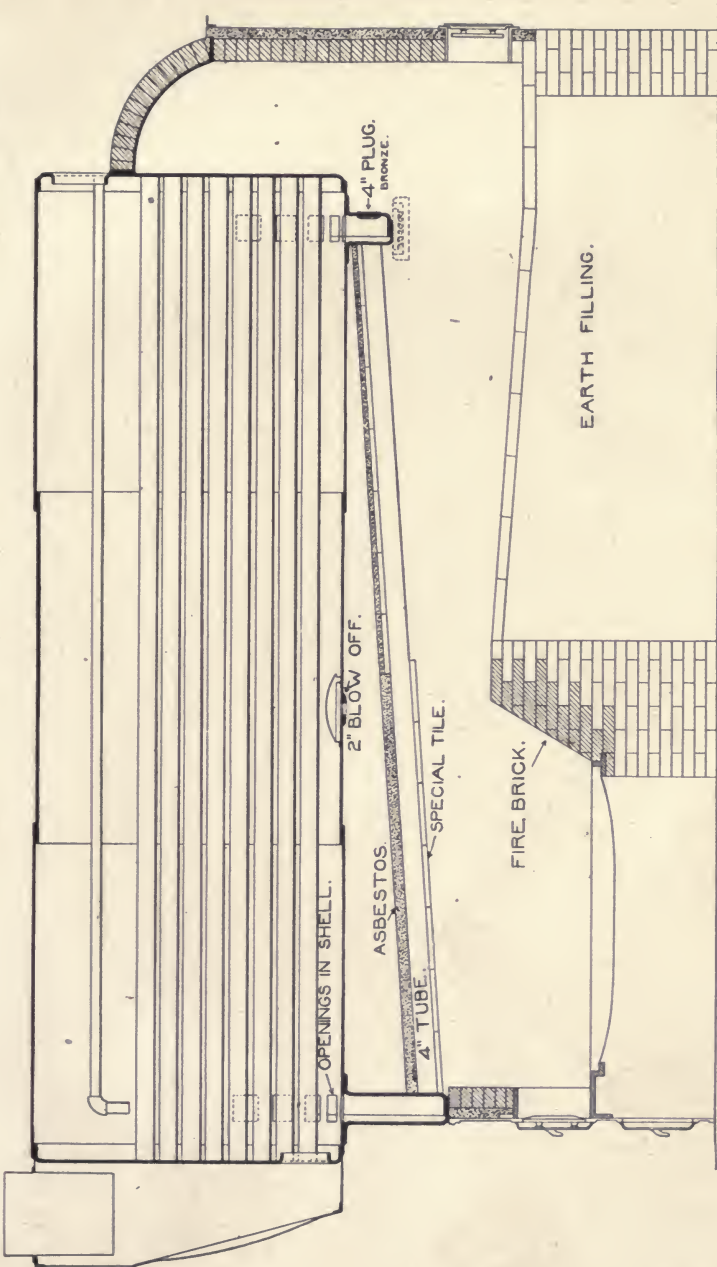 4" PLUG.
BRONZE.
EARTH FILLING.
2" BLOW OFF.
SPECIAL TILE.
FIRE BRICK.
ASBESTOS.
OPENINGS IN SHELL.
4" TUBE.